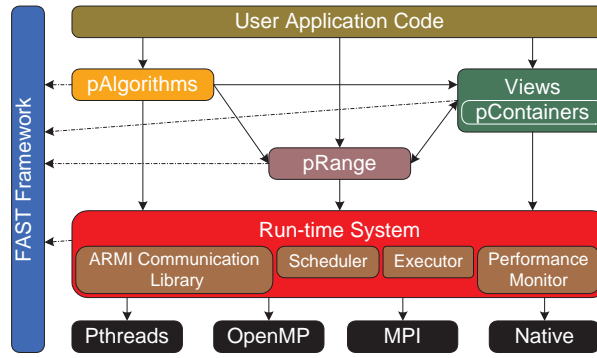 User Application Code
FAST Framework
pAlgorithms
Views
pContainers
pRange
Run-time System
ARMI Communication
Library
Scheduler
Executor
Performance
Monitor
Pthreads
OpenMP
MPI
Native